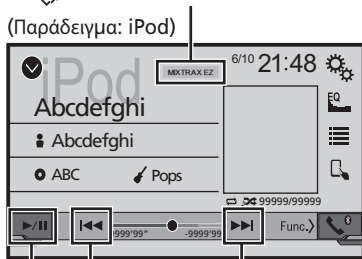 (Παράδειγμα: iPod)
iPod
MIXTRAX EZ
6/10 21:48
Abcdefghi
EQ
Abcdefghi
ABC Pops
99999/99999
9999'99" -9999'99"
Func.